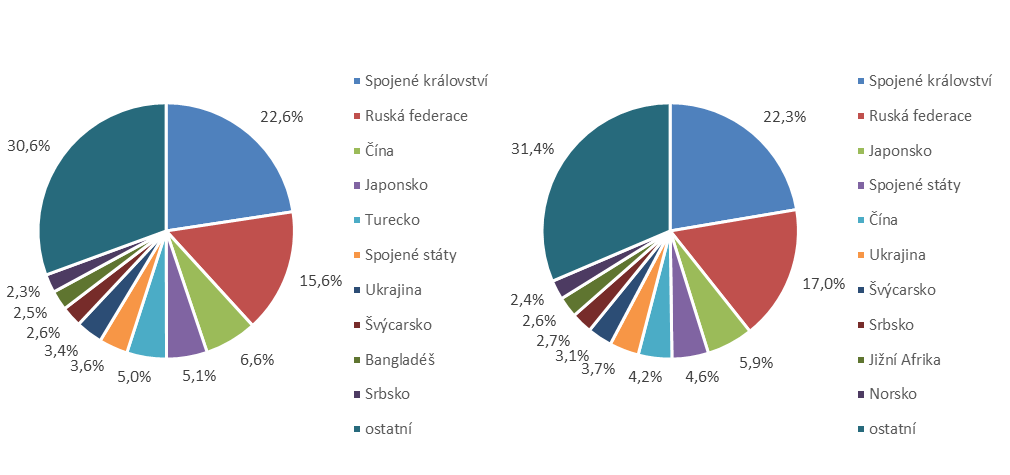 22,6%
15,6%
6,6%
5,1%
5,0%
3,6%
3,4%
2,6%
2,5%
2,3%
30,6%
Spojené království
Ruská federace
Čína
Japonsko
Turecko
Spojené státy
Ukrajina
Švýcarsko
Bangladéš
Srbsko
ostatní
22,3%
17,0%
5,9%
4,6%
4,2%
3,7%
3,1%
2,7%
2,6%
2,4%
31,4%
Spojené království
Ruská federace
Japonsko
Spojené státy
Čína
Ukrajina
Švýcarsko
Srbsko
Jižní Afrika
Norsko
ostatní